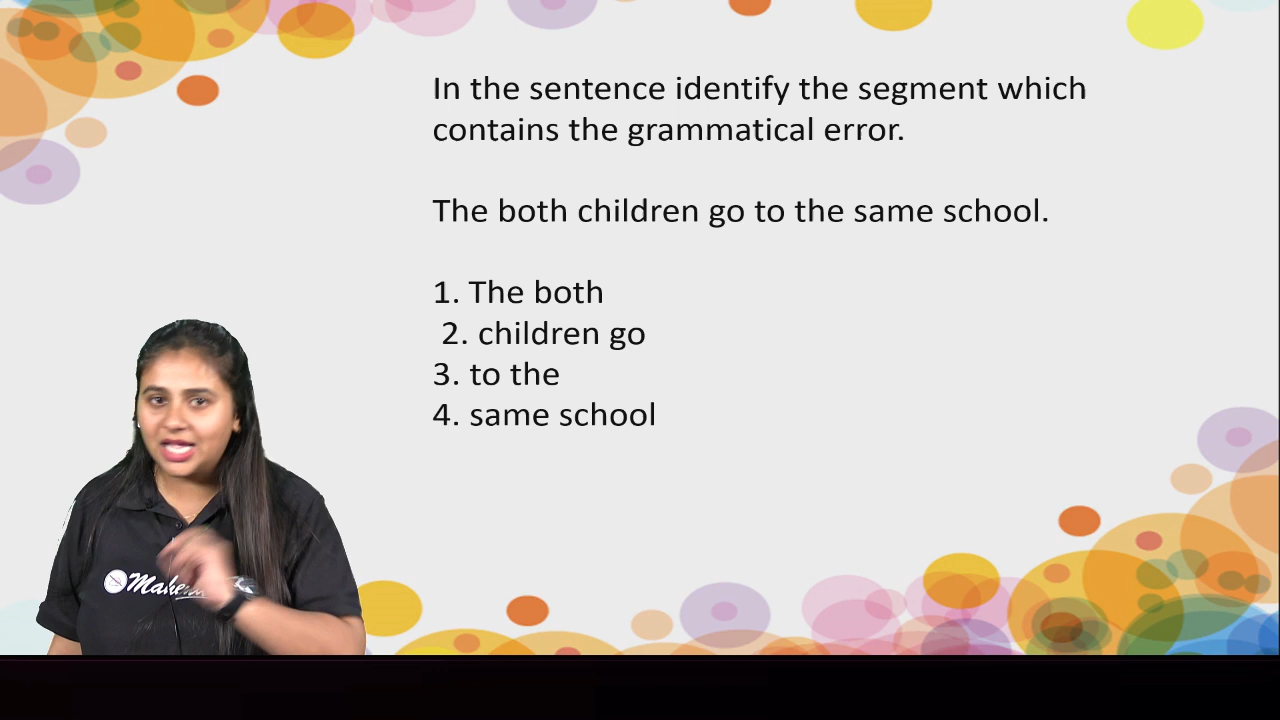 In the sentence identify the segment which
contains the grammatical error.
The both children go to the same school.
1. The both
2. children go
3. to the
4. same school